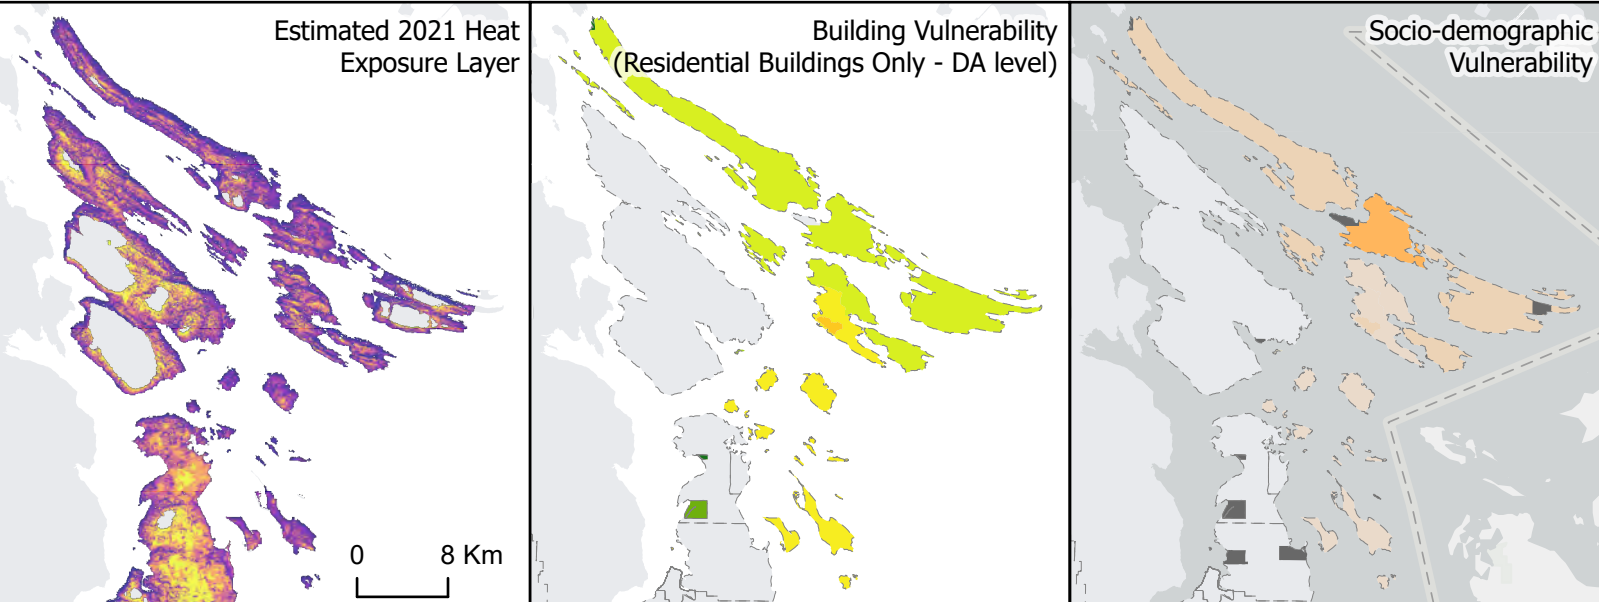 Estimated 2021 Heat
Exposure Layer
0 8 Km
Building Vulnerability
(Residential Buildings Only - DA level)
Socio-demographic
Vulnerability